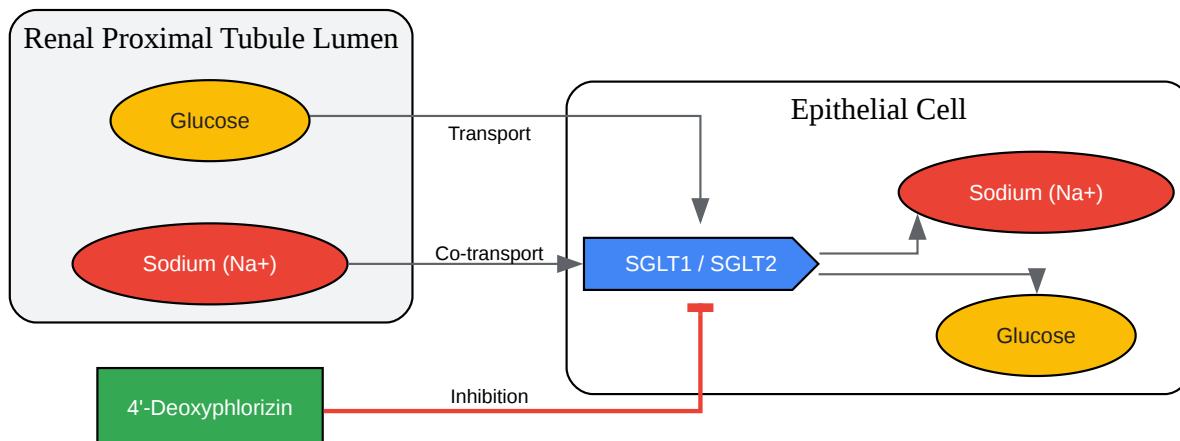 Renal Proximal Tubule Lumen
Glucose
Transport
Epithelial Cell
Sodium (Na+)
Sodium (Na+)
Co-transport
SGLT1 / SGLT2
Glucose
4'-Deoxyphlorizin
Inhibition